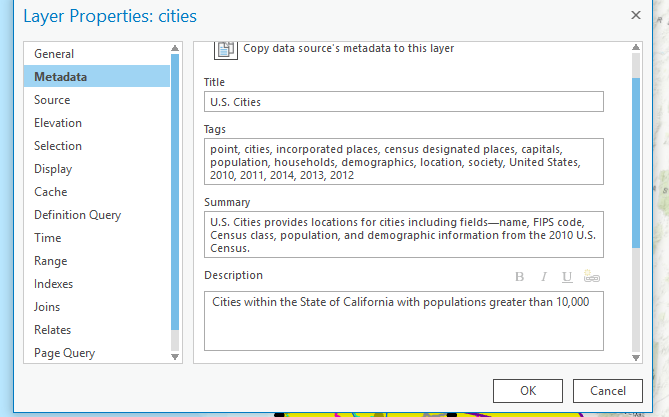 Layer Properties: cities
General
Metadata
Source
Elevation
Selection
Display
Cache
Definition Query
Time
Range
Indexes
Joins
Relates
Page Query
Copy data source's metadata to this layer
Title
U.S. Cities
Tags
point, cities, incorporated places, census designated places, capitals,
population, households, demographics, location, society, United States,
2010, 2011, 2014, 2013, 2012
Summary
U.S. Cities provides locations for cities including fields—name, FIPS code,
Census class, population, and demographic information from the 2010 U.S.
Census.
Description
B I U
Cities within the State of California with populations greater than 10,000
OK Cancel